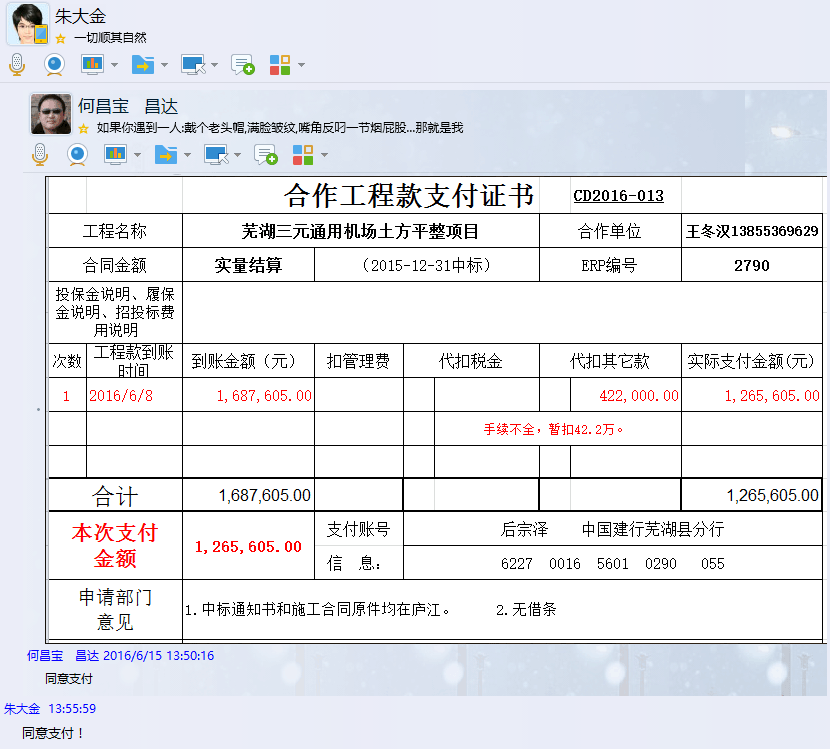 朱大金
一切顺其自然
何昌宝 昌达
如果你遇到一人:戴个老头帽,满脸皱纹,嘴角反叼一节烟屁股...那就是我
合作工程款支付证书 CD2016-013
工程名称 芜湖三元通用机场土方平整项目 合作单位 王冬汉13855369629
合同金额 实量结算 （2015-12-31中标） ERP编号 2790
投保金说明、履保
金说明、招投标费
用说明
次数 工程款到账 到账金额（元） 扣管理费 代扣税金 代扣其它款 实际支付金额(元)
时间
1 2016/6/8 1,687,605.00 422,000.00 1,265,605.00
手续不全，暂扣42.2万。
合计 1,687,605.00 1,265,605.00
本次支付 1,265,605.00 支付账号 后宗泽 中国建行芜湖县分行
金额 信 息： 6227 0016 5601 0290 055
申请部门 1.中标通知书和施工合同原件均在庐江。 2.无借条
意见
何昌宝 昌达 2016/6/15 13:50:16
同意支付
朱大金 13:55:59
同意支付！